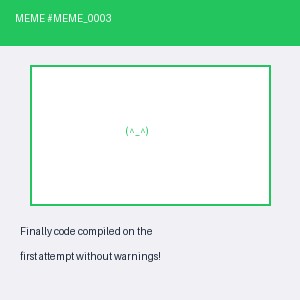 MEME #MEME_0003
(^_^)
Finally code compiled on the
first attempt without warnings!